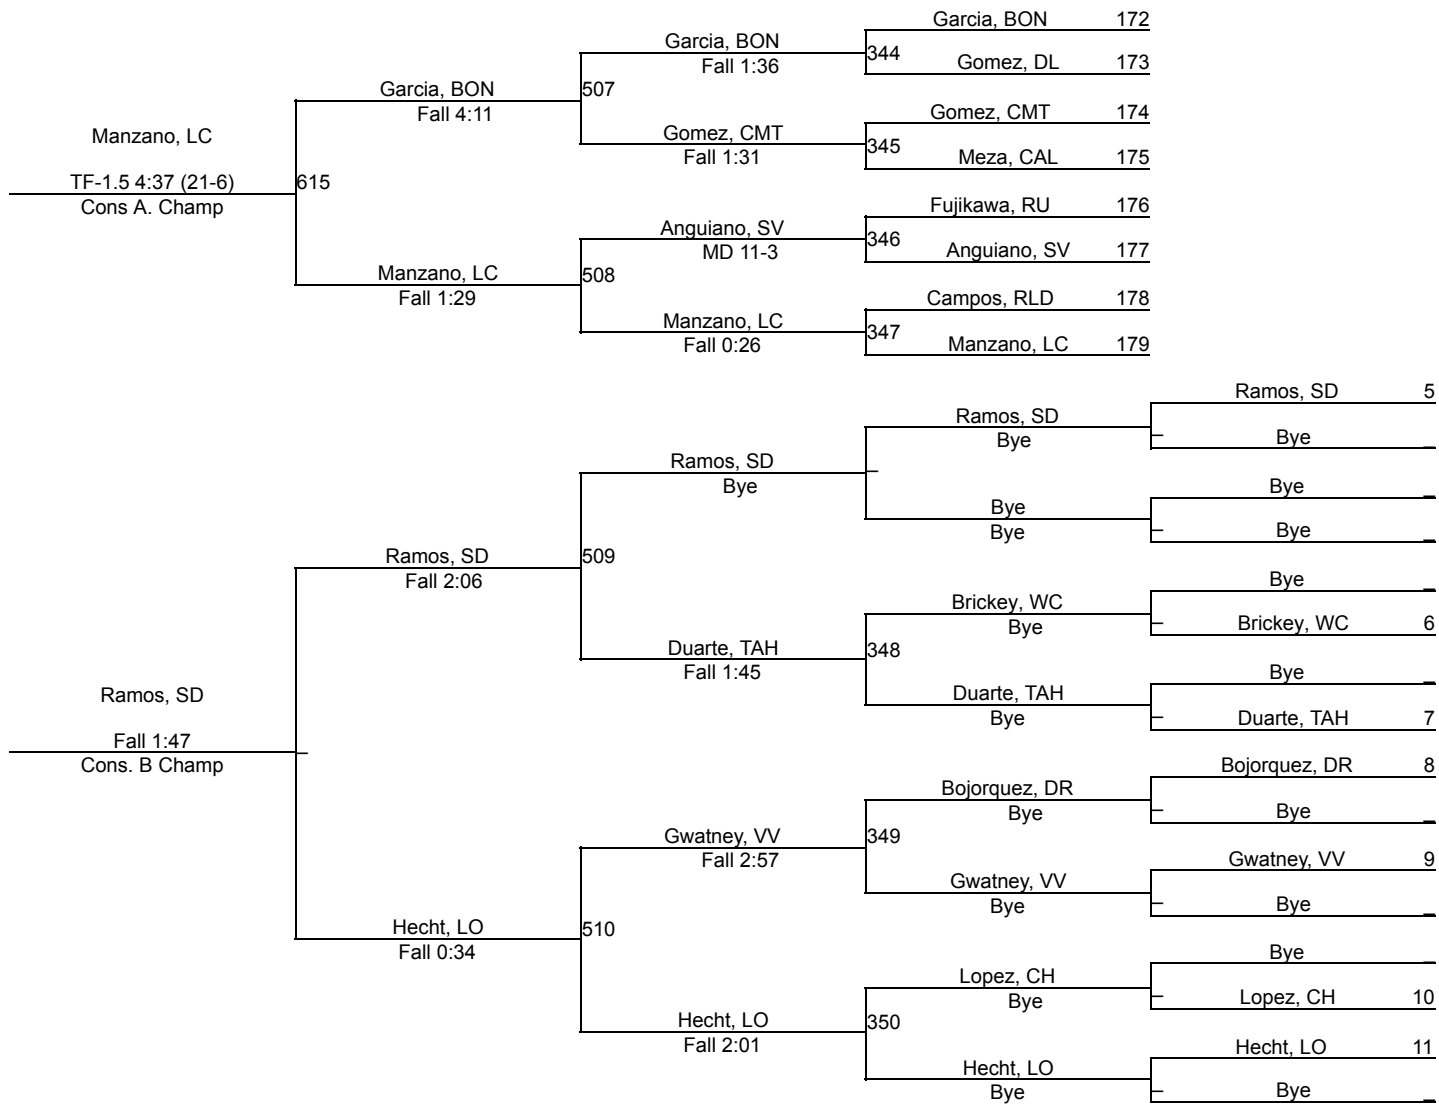 Garcia, BON 172
Garcia, BON
344
Fall 1:36
Gomez, DL 173
Garcia, BON
507
Fall 4:11
Gomez, CMT 174
Gomez, CMT
345
Fall 1:31
Meza, CAL 175
Manzano, LC
TF-1.5 4:37 (21-6)
615
Cons A. Champ
Fujikawa, RU 176
Anguiano, SV
346
MD 11-3
Anguiano, SV 177
Manzano, LC
508
Fall 1:29
Campos, RLD 178
Manzano, LC
347
Fall 0:26
Manzano, LC 179
Ramos, SD 5
Ramos, SD
_
Bye
Bye _
Ramos, SD
_
Bye
Bye _
Bye
_
Bye
Bye _
Ramos, SD
509
Fall 2:06
Bye _
Brickey, WC
_
Bye
Brickey, WC 6
Duarte, TAH
348
Fall 1:45
Bye _
Duarte, TAH
_
Bye
Duarte, TAH 7
Ramos, SD
Fall 1:47
_
Cons. B Champ
Bojorquez, DR 8
Bojorquez, DR
_
Bye
Bye _
Gwatney, VV
349
Fall 2:57
Gwatney, VV 9
Gwatney, VV
_
Bye
Bye _
Hecht, LO
510
Fall 0:34
Bye _
Lopez, CH
_
Bye
Lopez, CH 10
Hecht, LO
350
Fall 2:01
Hecht, LO 11
Hecht, LO
_
Bye
Bye _